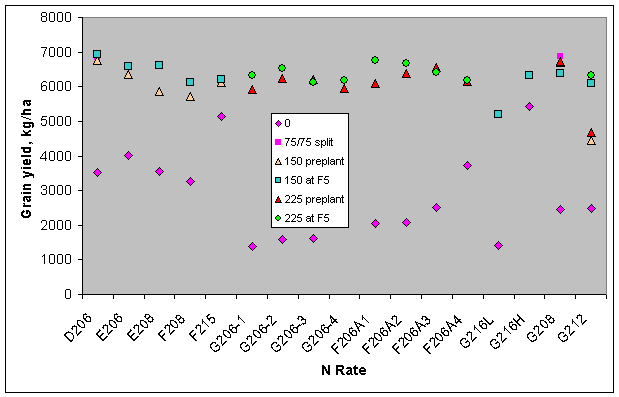 Grain yield, kg/ha
8000
7000
6000
5000
4000
3000
2000
1000
0
0
75/75 split
150 preplant
150 at F5
225 preplant
225 at F5
D206
E206
E208
F208
F215
G206-1
G206-2
G206-3
G206-4
F206A1
F206A2
F206A3
F206A4
G216L
G216H
G208
G212
N Rate